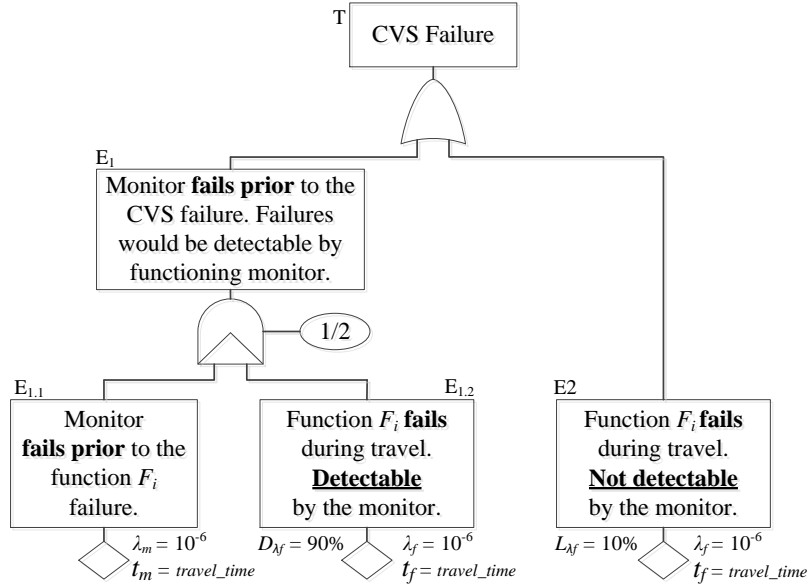 T
CVS Failure
E1
Monitor fails prior to the
CVS failure. Failures
would be detectable by
functioning monitor.
1/2
E1.1
Monitor
fails prior to the
function Fi
failure.
λm = 10-6
tm = travel_time
E1.2
Function Fi fails
during travel.
Detectable
by the monitor.
Dλf = 90%
λf = 10-6
tf = travel_time
E2
Function Fi fails
during travel.
Not detectable
by the monitor.
Lλf = 10%
λf = 10-6
tf = travel_time